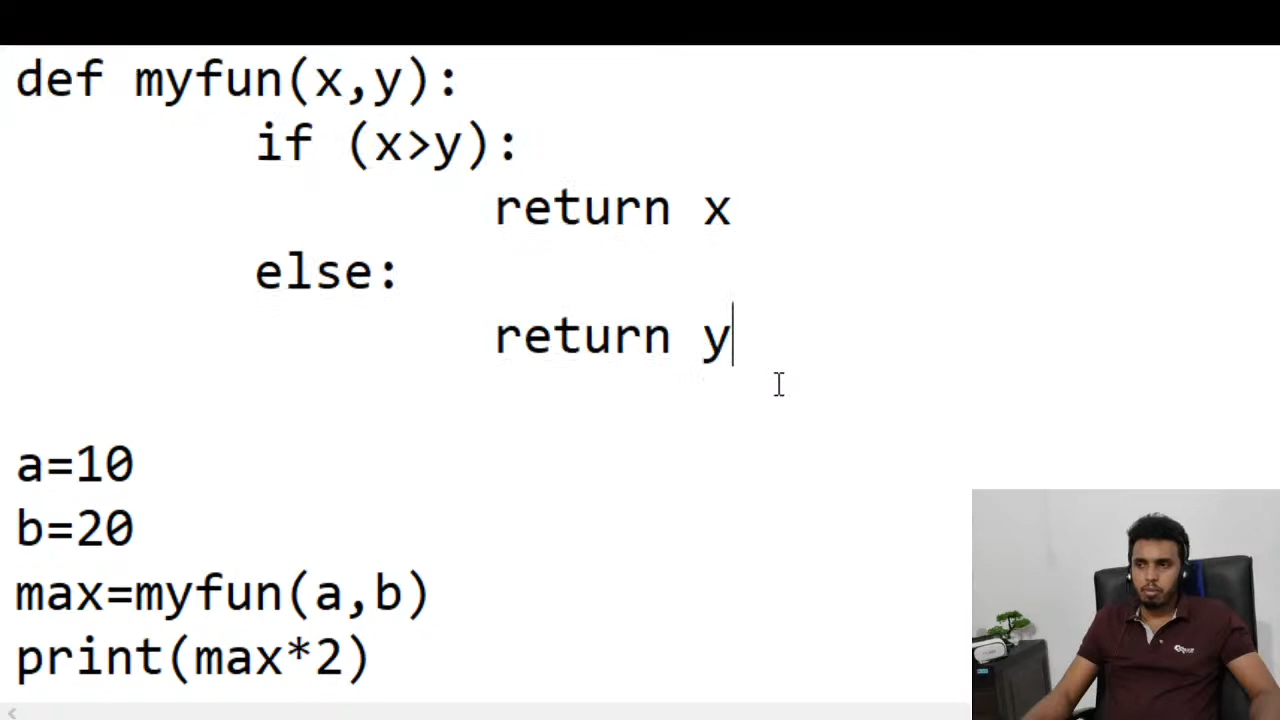 def myfun(x,y):
        if (x>y):
                return x
        else:
                return y
a=10
b=20
max=myfun(a,b)
print(max*2)